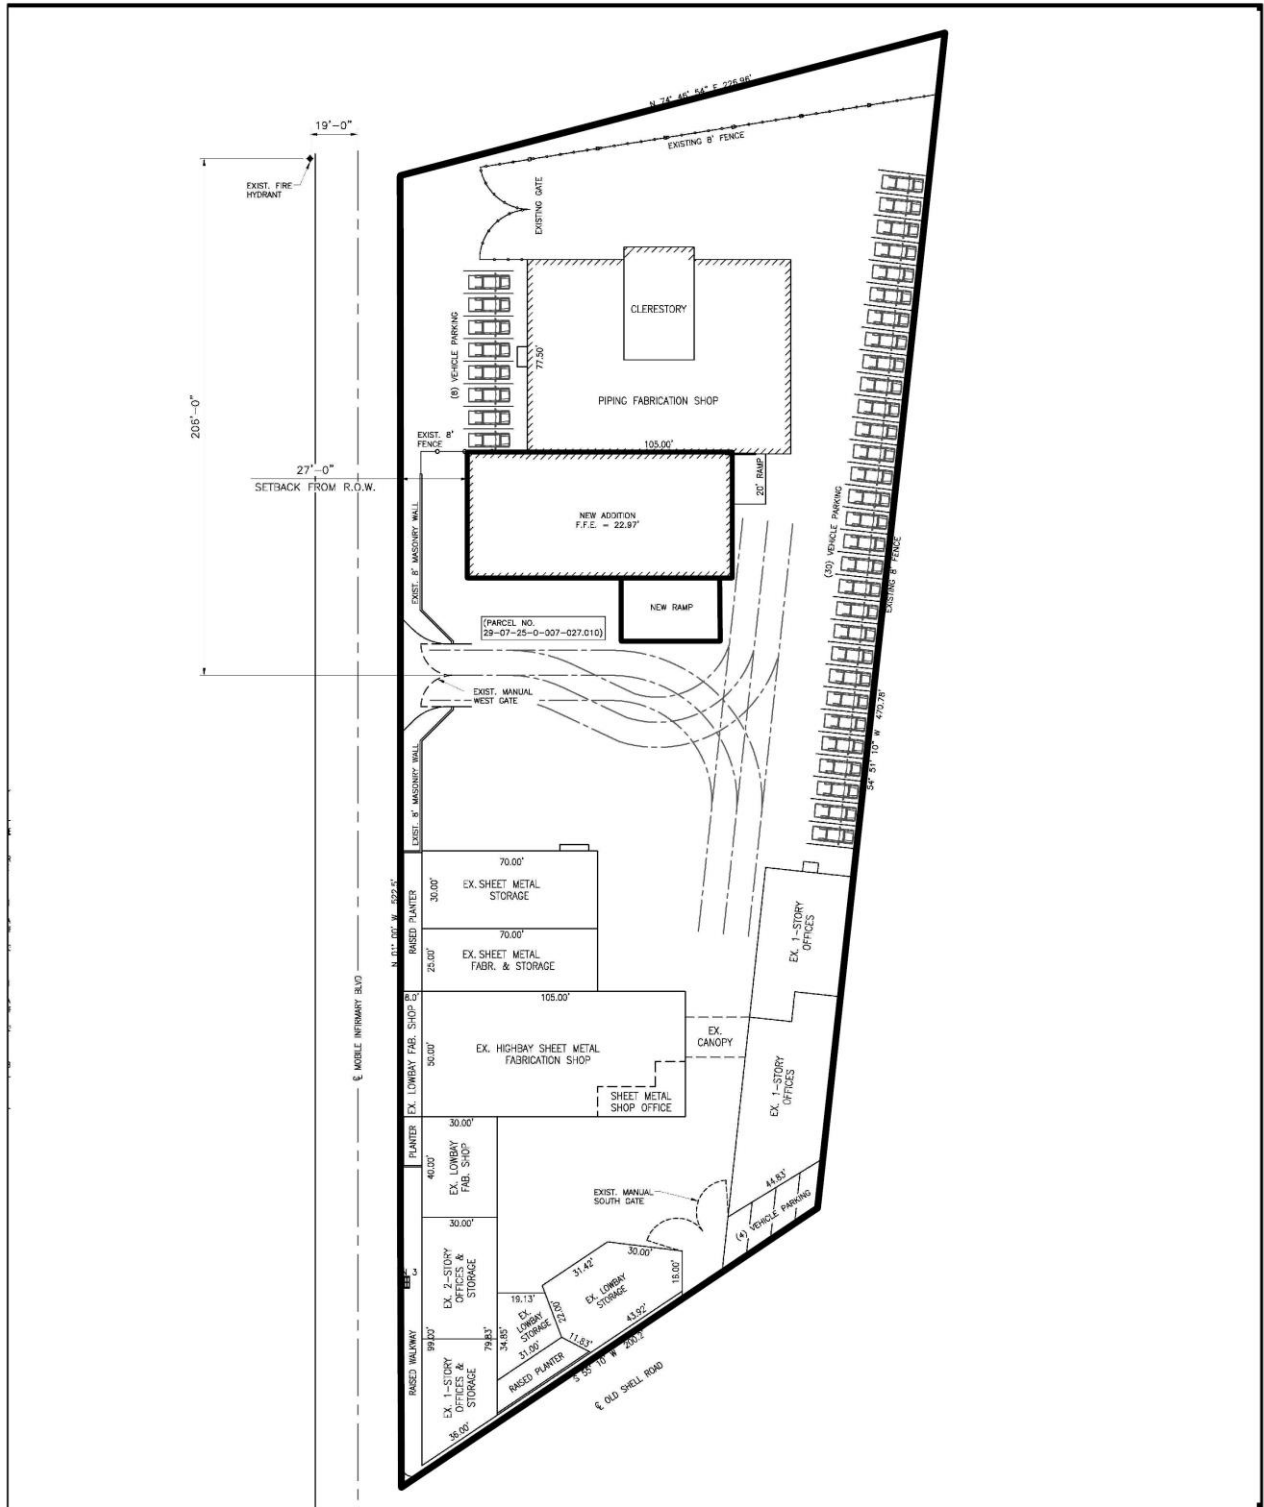 N 74° 46' 54" E 226.96'
19'-0"
EXISTING 8' FENCE
EXIST. FIRE
HYDRANT
EXISTING GATE
CLERESTORY
(8) VEHICLE PARKING
77.50'
206'-0"
PIPING FABRICATION SHOP
EXIST. 8'
FENCE
105.00'
27'-0"
SETBACK FROM R.O.W.
20' RAMP
NEW ADDITION
F.F.E. = 22.97'
(30) VEHICLE PARKING
EXISTING 8' FENCE
EXIST. 8' MASONRY WALL
NEW RAMP
(PARCEL NO.
29-07-25-0-007-027.010)
EXIST. MANUAL
WEST GATE
S4° 51' 10" W 470.78'
EXIST. 8' MASONRY WALL
70.00'
30.00'
EX. SHEET METAL
STORAGE
RAISED PLANTER
N 01° 00' W 522.5'
70.00'
25.00'
EX. SHEET METAL
FABR. & STORAGE
EX. 1-STORY
OFFICES
8.0'
105.00'
EX. LOWBAY FAB. SHOP
50.00'
EX. HIGHBAY SHEET METAL
FABRICATION SHOP
EX.
CANOPY
℄ MOBILE INFIRMARY BLVD
SHEET METAL
SHOP OFFICE
EX. 1-STORY
OFFICES
PLANTER
30.00'
40.00'
EX. LOWBAY
FAB. SHOP
44.83'
(4) VEHICLE PARKING
EXIST. MANUAL
SOUTH GATE
30.00'
EX. 2-STORY
OFFICES &
STORAGE
3
30.00'
31.42'
EX. LOWBAY
STORAGE
18.00'
43.92'
19.13'
22.00'
EX.
LOWBAY
STORAGE
11.83'
31.00'
34.85'
79.83'
99.00'
RAISED WALKWAY
EX. 1-STORY
OFFICES &
STORAGE
36.00'
RAISED PLANTER
S 55° 10' W 200.2'
℄ OLD SHELL ROAD